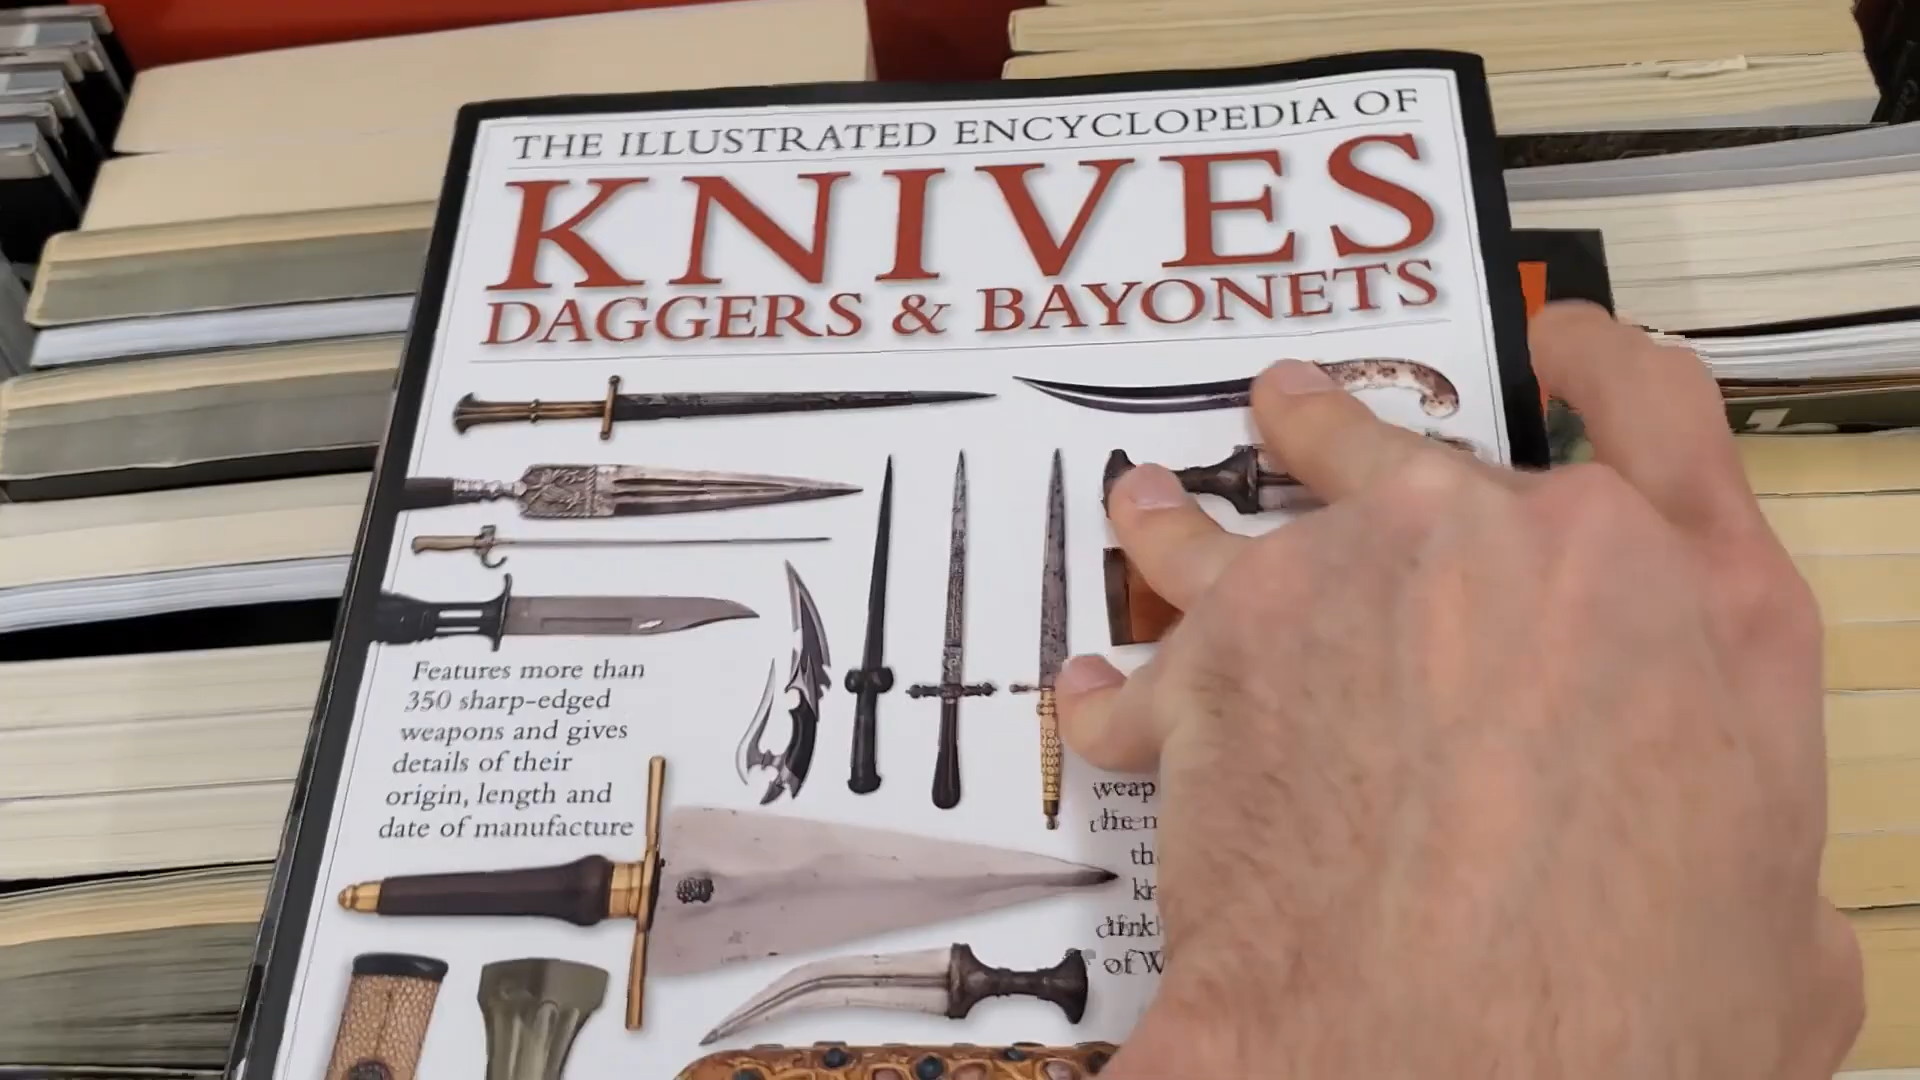 THE ILLUSTRATED ENCYCLOPEDIA OF
KNIVES
DAGGERS & BAYONETS
Features more than
350 sharp-edged
weapons and gives
details of their
origin, length and
date of manufacture
of